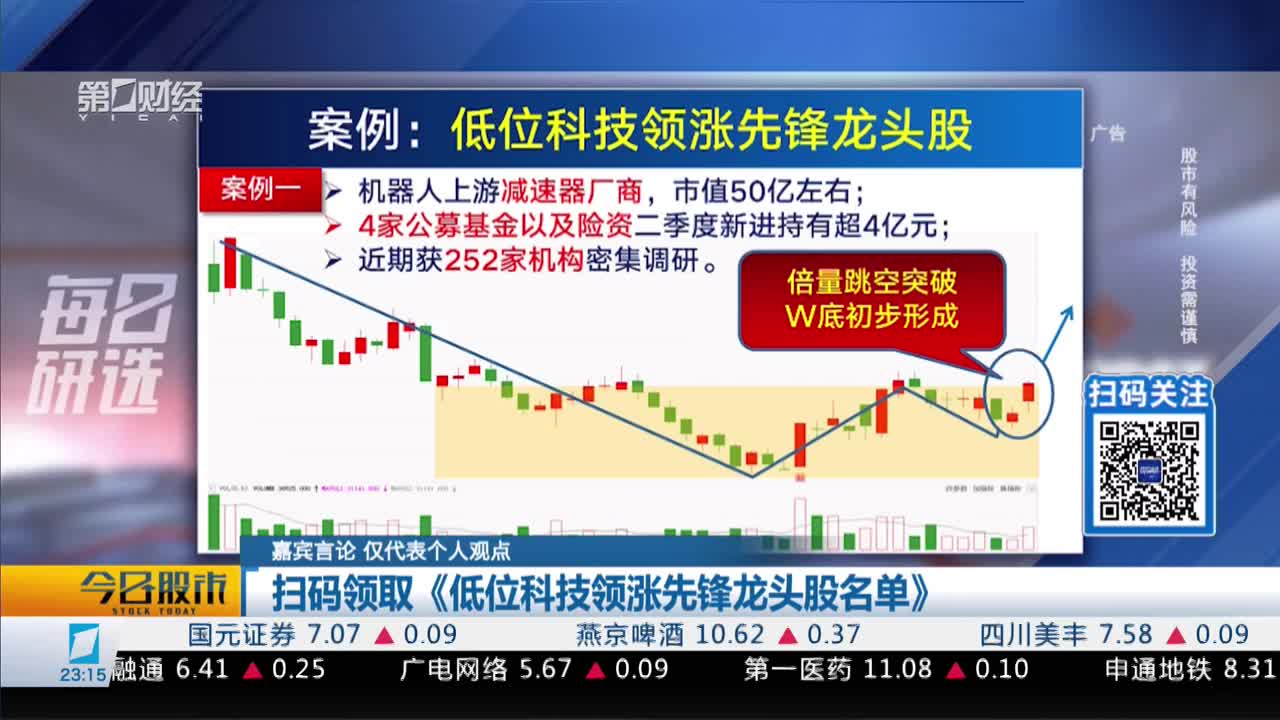 第一财经
YICAI
案例：低位科技领涨先锋龙头股
广告
股市有风险 投资需谨慎
案例一
机器人上游减速器厂商，市值50亿左右；
4家公募基金以及险资二季度新进持有超4亿元；
近期获252家机构密集调研。
倍量跳空突破
W底初步形成
每日
研选
扫码关注
嘉宾言论 仅代表个人观点
今日股市
STOCK TODAY
扫码领取《低位科技领涨先锋龙头股名单》
国元证券 7.07 ▲ 0.09 燕京啤酒 10.62 ▲ 0.37 四川美丰 7.58 ▲ 0.09
23:15
融通 6.41 ▲ 0.25 广电网络 5.67 ▲ 0.09 第一医药 11.08 ▲ 0.10 申通地铁 8.31